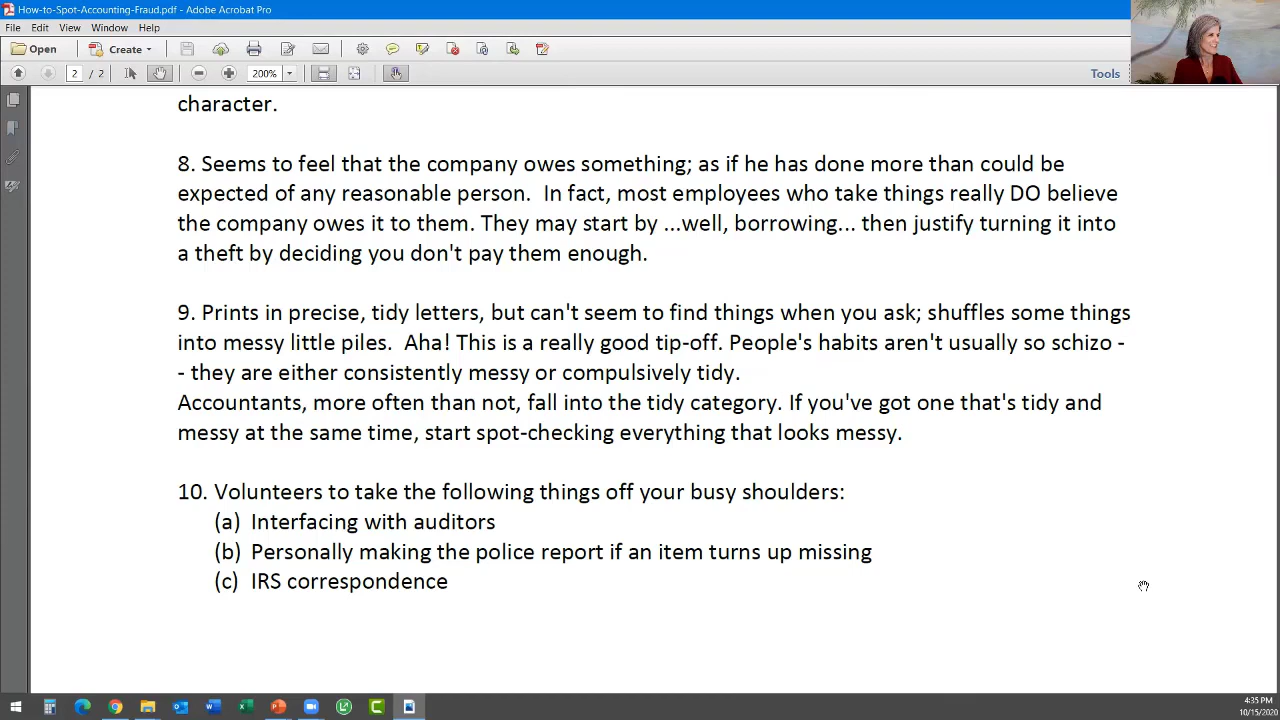 How-to-Spot-Accounting-Fraud.pdf - Adobe Acrobat Pro
File Edit View Window Help
Open Create
2 / 2 200% Tools
character.
8. Seems to feel that the company owes something; as if he has done more than could be
expected of any reasonable person.  In fact, most employees who take things really DO believe
the company owes it to them. They may start by ...well, borrowing... then justify turning it into
a theft by deciding you don't pay them enough.
9. Prints in precise, tidy letters, but can't seem to find things when you ask; shuffles some things
into messy little piles.  Aha! This is a really good tip-off. People's habits aren't usually so schizo -
- they are either consistently messy or compulsively tidy.
Accountants, more often than not, fall into the tidy category. If you've got one that's tidy and
messy at the same time, start spot-checking everything that looks messy.
10. Volunteers to take the following things off your busy shoulders:
(a) Interfacing with auditors
(b) Personally making the police report if an item turns up missing
(c) IRS correspondence
4:35 PM
10/15/2020